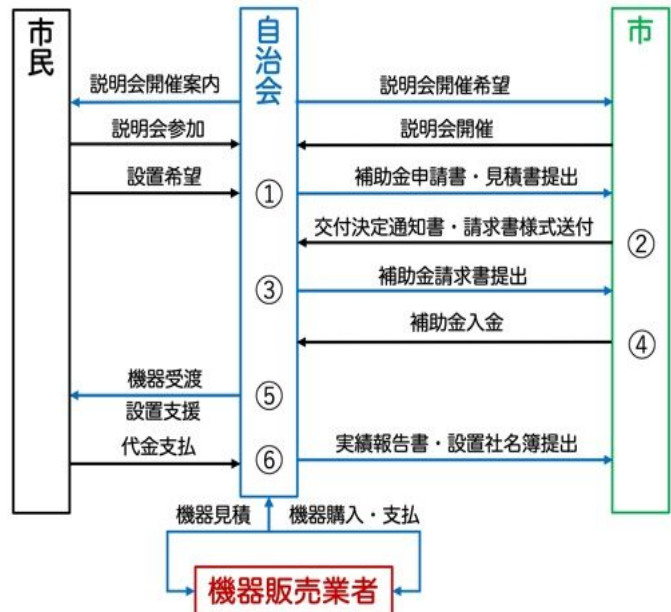 市民
自治会
市
説明会開催案内
説明会開催希望
説明会参加
説明会開催
設置希望
①
補助金申請書・見積書提出
交付決定通知書・請求書様式送付
②
③
補助金請求書提出
補助金入金
④
機器受渡
設置支援
⑤
代金支払
⑥
実績報告書・設置社名簿提出
機器見積
機器購入・支払
機器販売業者